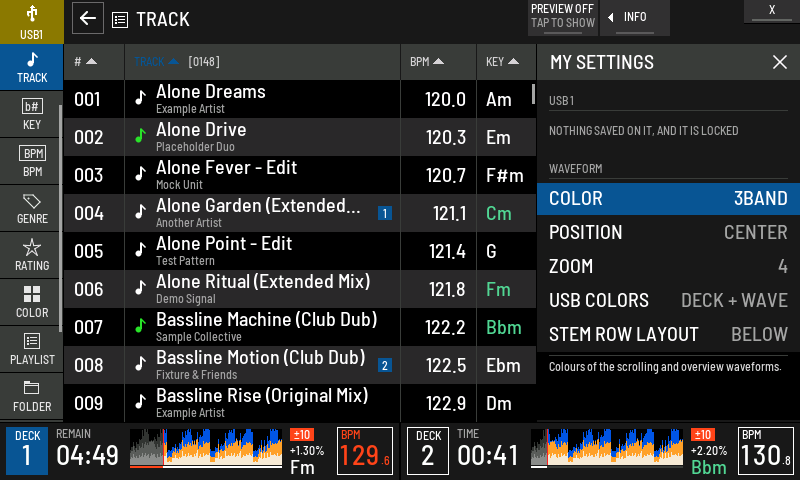 USB1
TRACK
PREVIEW OFF
TAP TO SHOW
INFO
X
TRACK
KEY
BPM
BPM
GENRE
RATING
COLOR
PLAYLIST
FOLDER
# TRACK [0148] BPM KEY
001 Alone Dreams 120.0 Am
Example Artist
002 Alone Drive 120.3 Em
Placeholder Duo
003 Alone Fever - Edit 120.7 F#m
Mock Unit
004 Alone Garden (Extended... 1 121.1 Cm
Another Artist
005 Alone Point - Edit 121.4 G
Test Pattern
006 Alone Ritual (Extended Mix) 121.8 Fm
Demo Signal
007 Bassline Machine (Club Dub) 122.2 Bbm
Sample Collective
008 Bassline Motion (Club Dub) 2 122.5 Ebm
Fixture & Friends
009 Bassline Rise (Original Mix) 122.9 Dm
Example Artist
MY SETTINGS
USB 1
NOTHING SAVED ON IT, AND IT IS LOCKED
WAVEFORM
COLOR 3BAND
POSITION CENTER
ZOOM 4
USB COLORS DECK + WAVE
STEM ROW LAYOUT BELOW
Colours of the scrolling and overview waveforms.
DECK 1
REMAIN
04:49
±10
+1.30%
Fm
BPM
129.6
DECK 2
TIME
00:41
±10
+2.20%
Bbm
BPM
130.8
b#